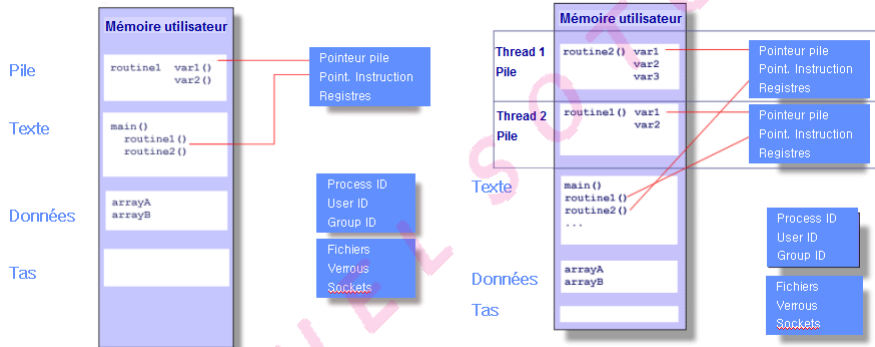 Mémoire utilisateur
Pile
routine1 var1()
var2()
Pointeur pile
Point. Instruction
Registres
Texte
main()
routine1()
routine2()
Données
arrayA
arrayB
Process ID
User ID
Group ID
Tas
Fichiers
Verrous
Sockets
Mémoire utilisateur
Thread 1
Pile
routine2() var1
var2
var3
Pointeur pile
Point. Instruction
Registres
Thread 2
Pile
routine1() var1
var2
Pointeur pile
Point. Instruction
Registres
Texte
main()
routine1()
routine2()
...
Process ID
User ID
Group ID
Données
arrayA
arrayB
Tas
Fichiers
Verrous
Sockets